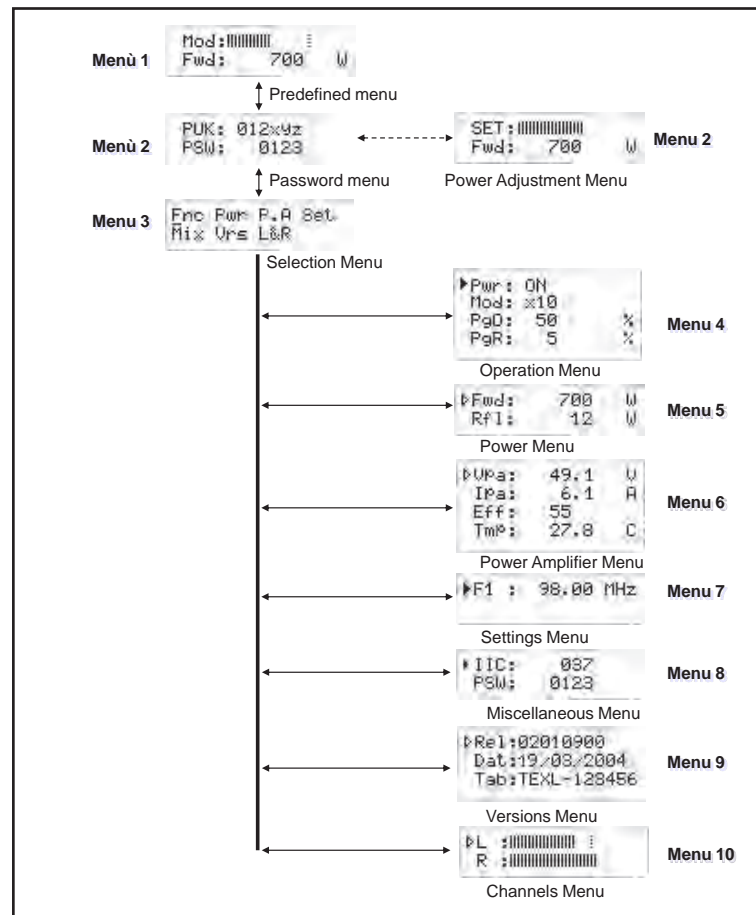 Menù 1
Mod:
Fwd: 700 W
Predefined menu
Menù 2
PUK: 012xyz
PSW: 0123
SET:
Fwd: 700 W
Menu 2
Password menu
Power Adjustment Menu
Menu 3
Fnc Pwr P.A Set
Mix Vrs L&R
Selection Menu
Pwr: ON
Mod: x10
PgD: 50 %
PgR: 5 %
Menu 4
Operation Menu
Fwd: 700 W
Rfl: 12 W
Menu 5
Power Menu
VPa: 49.1 V
IPa: 6.1 A
Eff: 55
Tmp: 27.8 C
Menu 6
Power Amplifier Menu
F1 : 98.00 MHz
Menu 7
Settings Menu
IIC: 037
PSW: 0123
Menu 8
Miscellaneous Menu
Rel:02010900
Dat:19/03/2004
Tab:TEXL-123456
Menu 9
Versions Menu
L :
R :
Menu 10
Channels Menu